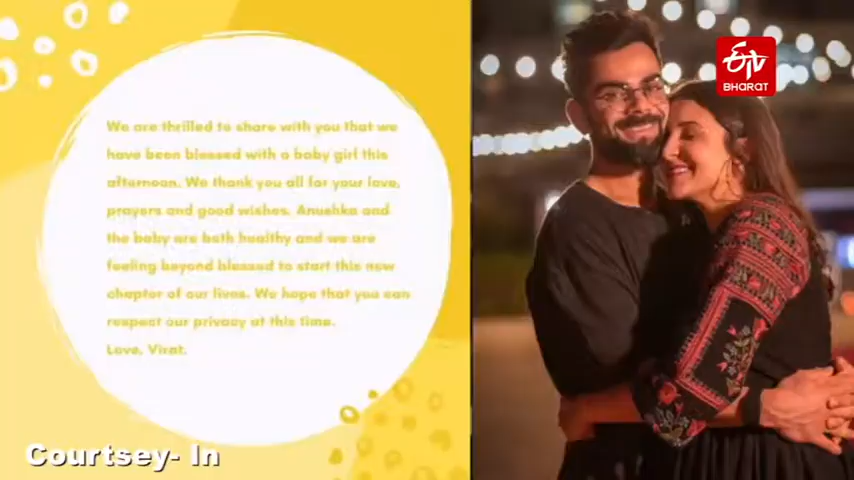 We are thrilled to share with you that we
have been blessed with a baby girl this
afternoon. We thank you all for your love,
prayers and good wishes. Anushka and
the baby are both healthy and we are
feeling beyond blessed to start this new
chapter of our lives. We hope that you can
respect our privacy at this time.
Love, Virat.
Courtsey- In
ETV
BHARAT